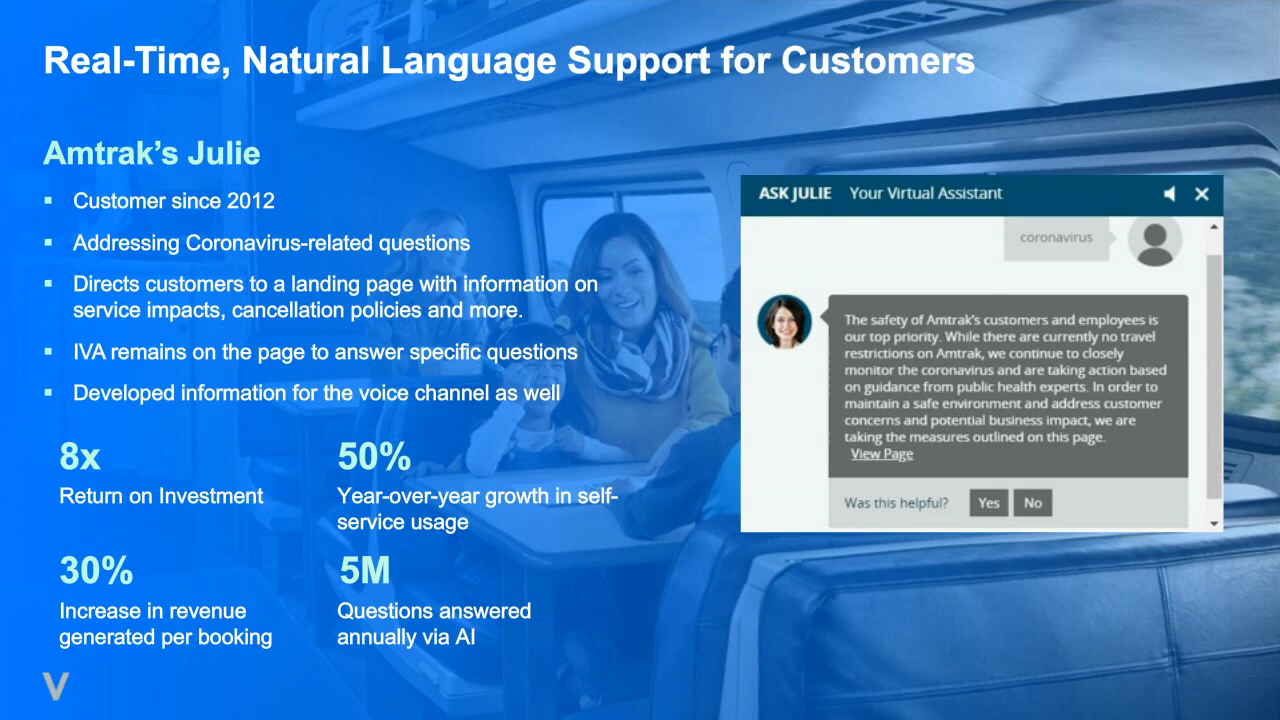 Real-Time, Natural Language Support for Customers
Amtrak's Julie
Customer since 2012
Addressing Coronavirus-related questions
Directs customers to a landing page with information on
service impacts, cancellation policies and more.
IVA remains on the page to answer specific questions
Developed information for the voice channel as well
8x
Return on Investment
50%
Year-over-year growth in self-
service usage
30%
Increase in revenue
generated per booking
5M
Questions answered
annually via AI
V
ASK JULIE Your Virtual Assistant
coronavirus
The safety of Amtrak's customers and employees is
our top priority. While there are currently no travel
restrictions on Amtrak, we continue to closely
monitor the coronavirus and are taking action based
on guidance from public health experts. In order to
maintain a safe environment and address customer
concerns and potential business impact, we are
taking the measures outlined on this page.
View Page
Was this helpful? Yes No